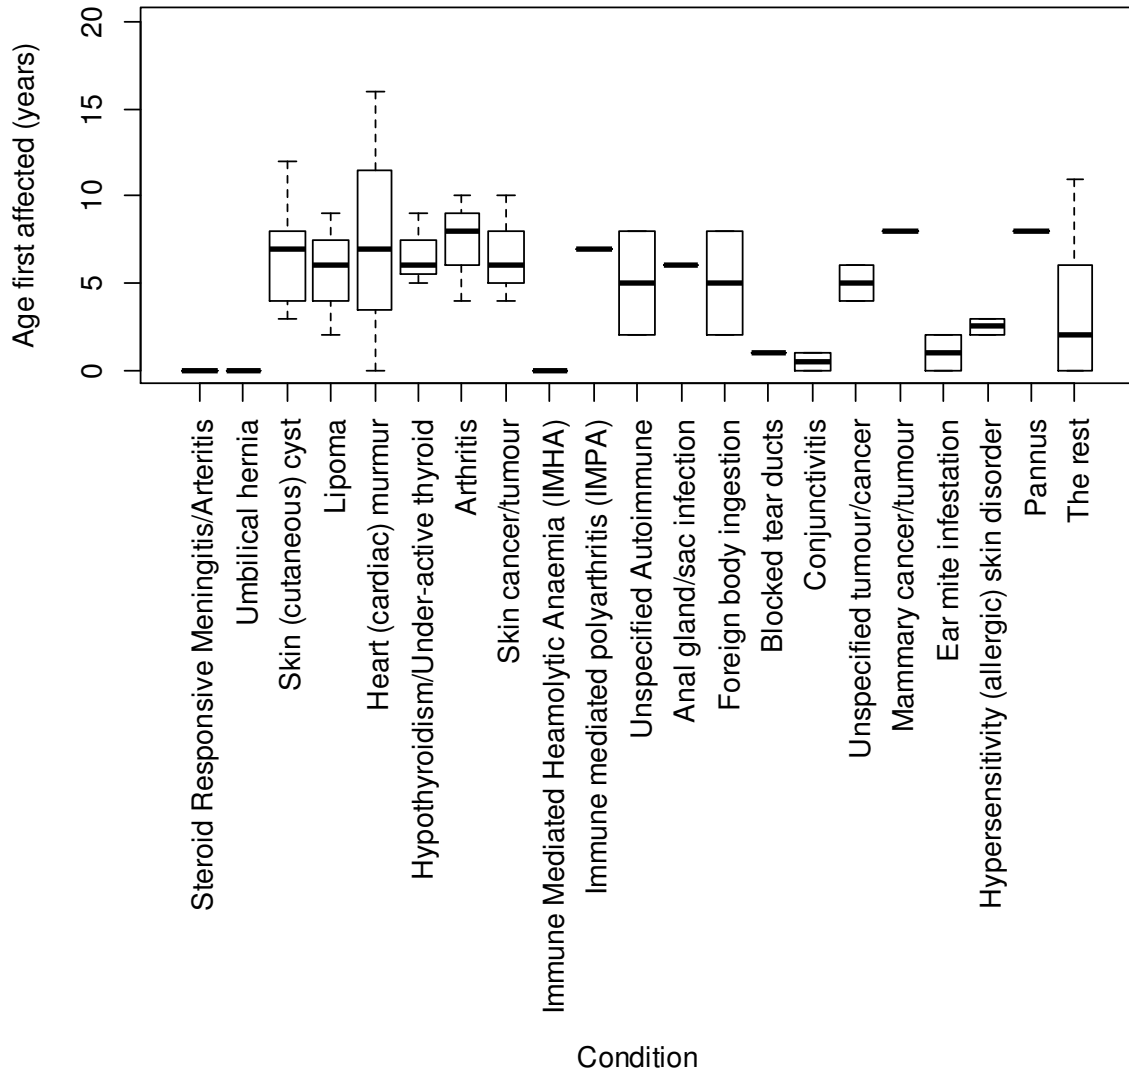 Age first affected (years)
20
15
10
5
0
Steroid Responsive Meningitis/Arteritis
Umbilical hernia
Skin (cutaneous) cyst
Lipoma
Heart (cardiac) murmur
Hypothyroidism/Under-active thyroid
Arthritis
Skin cancer/tumour
Immune Mediated Heamolytic Anaemia (IMHA)
Immune mediated polyarthritis (IMPA)
Unspecified Autoimmune
Anal gland/sac infection
Foreign body ingestion
Blocked tear ducts
Conjunctivitis
Unspecified tumour/cancer
Mammary cancer/tumour
Ear mite infestation
Hypersensitivity (allergic) skin disorder
Pannus
The rest
Condition